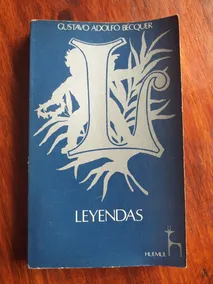 GUSTAVO ADOLFO BECQUER
L
LEYENDAS
HUEMUL